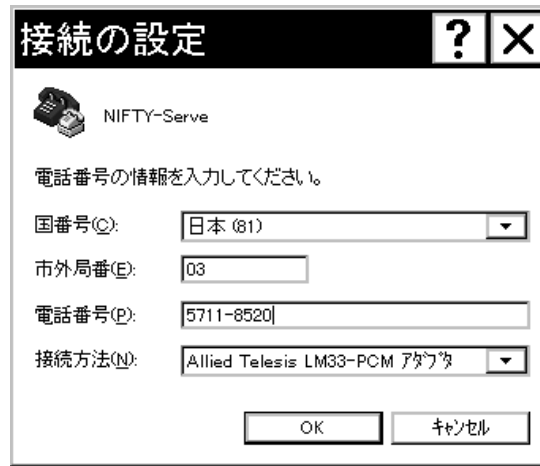 接続の設定
NIFTY-Serve
電話番号の情報を入力してください。
国番号(C): 日本 (81)
市外局番(E): 03
電話番号(P): 5711-8520
接続方法(N): Allied Telesis LM33-PCM ｱﾀﾞﾌﾟﾀ
OK ｷｬﾝｾﾙ